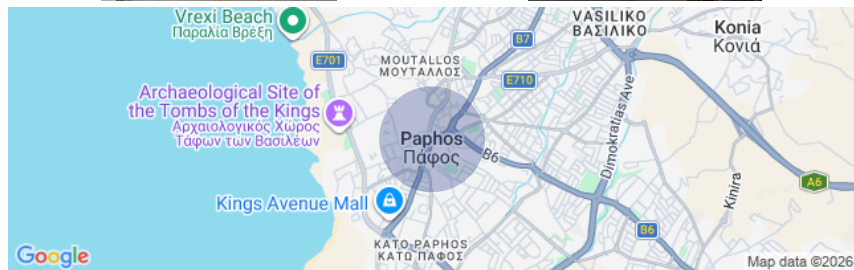 Vrexi Beach
Παραλία Βρέξη
E701
MOUTALLOS
ΜΟΥΤΑΛΛΟΣ
B7
E710
VASILIKO
ΒΑΣΙΛΙΚΟ
Konia
Κονιά
Archaeological Site of
the Tombs of the Kings
Αρχαιολογικός Χώρος
Τάφων των Βασιλέων
Paphos
Πάφος
B6
Dimokratias Ave
Kinira
A6
Kings Avenue Mall
B6
KATO PAPHOS
ΚΑΤΩ ΠΑΦΟΣ
Google
Map data ©2026